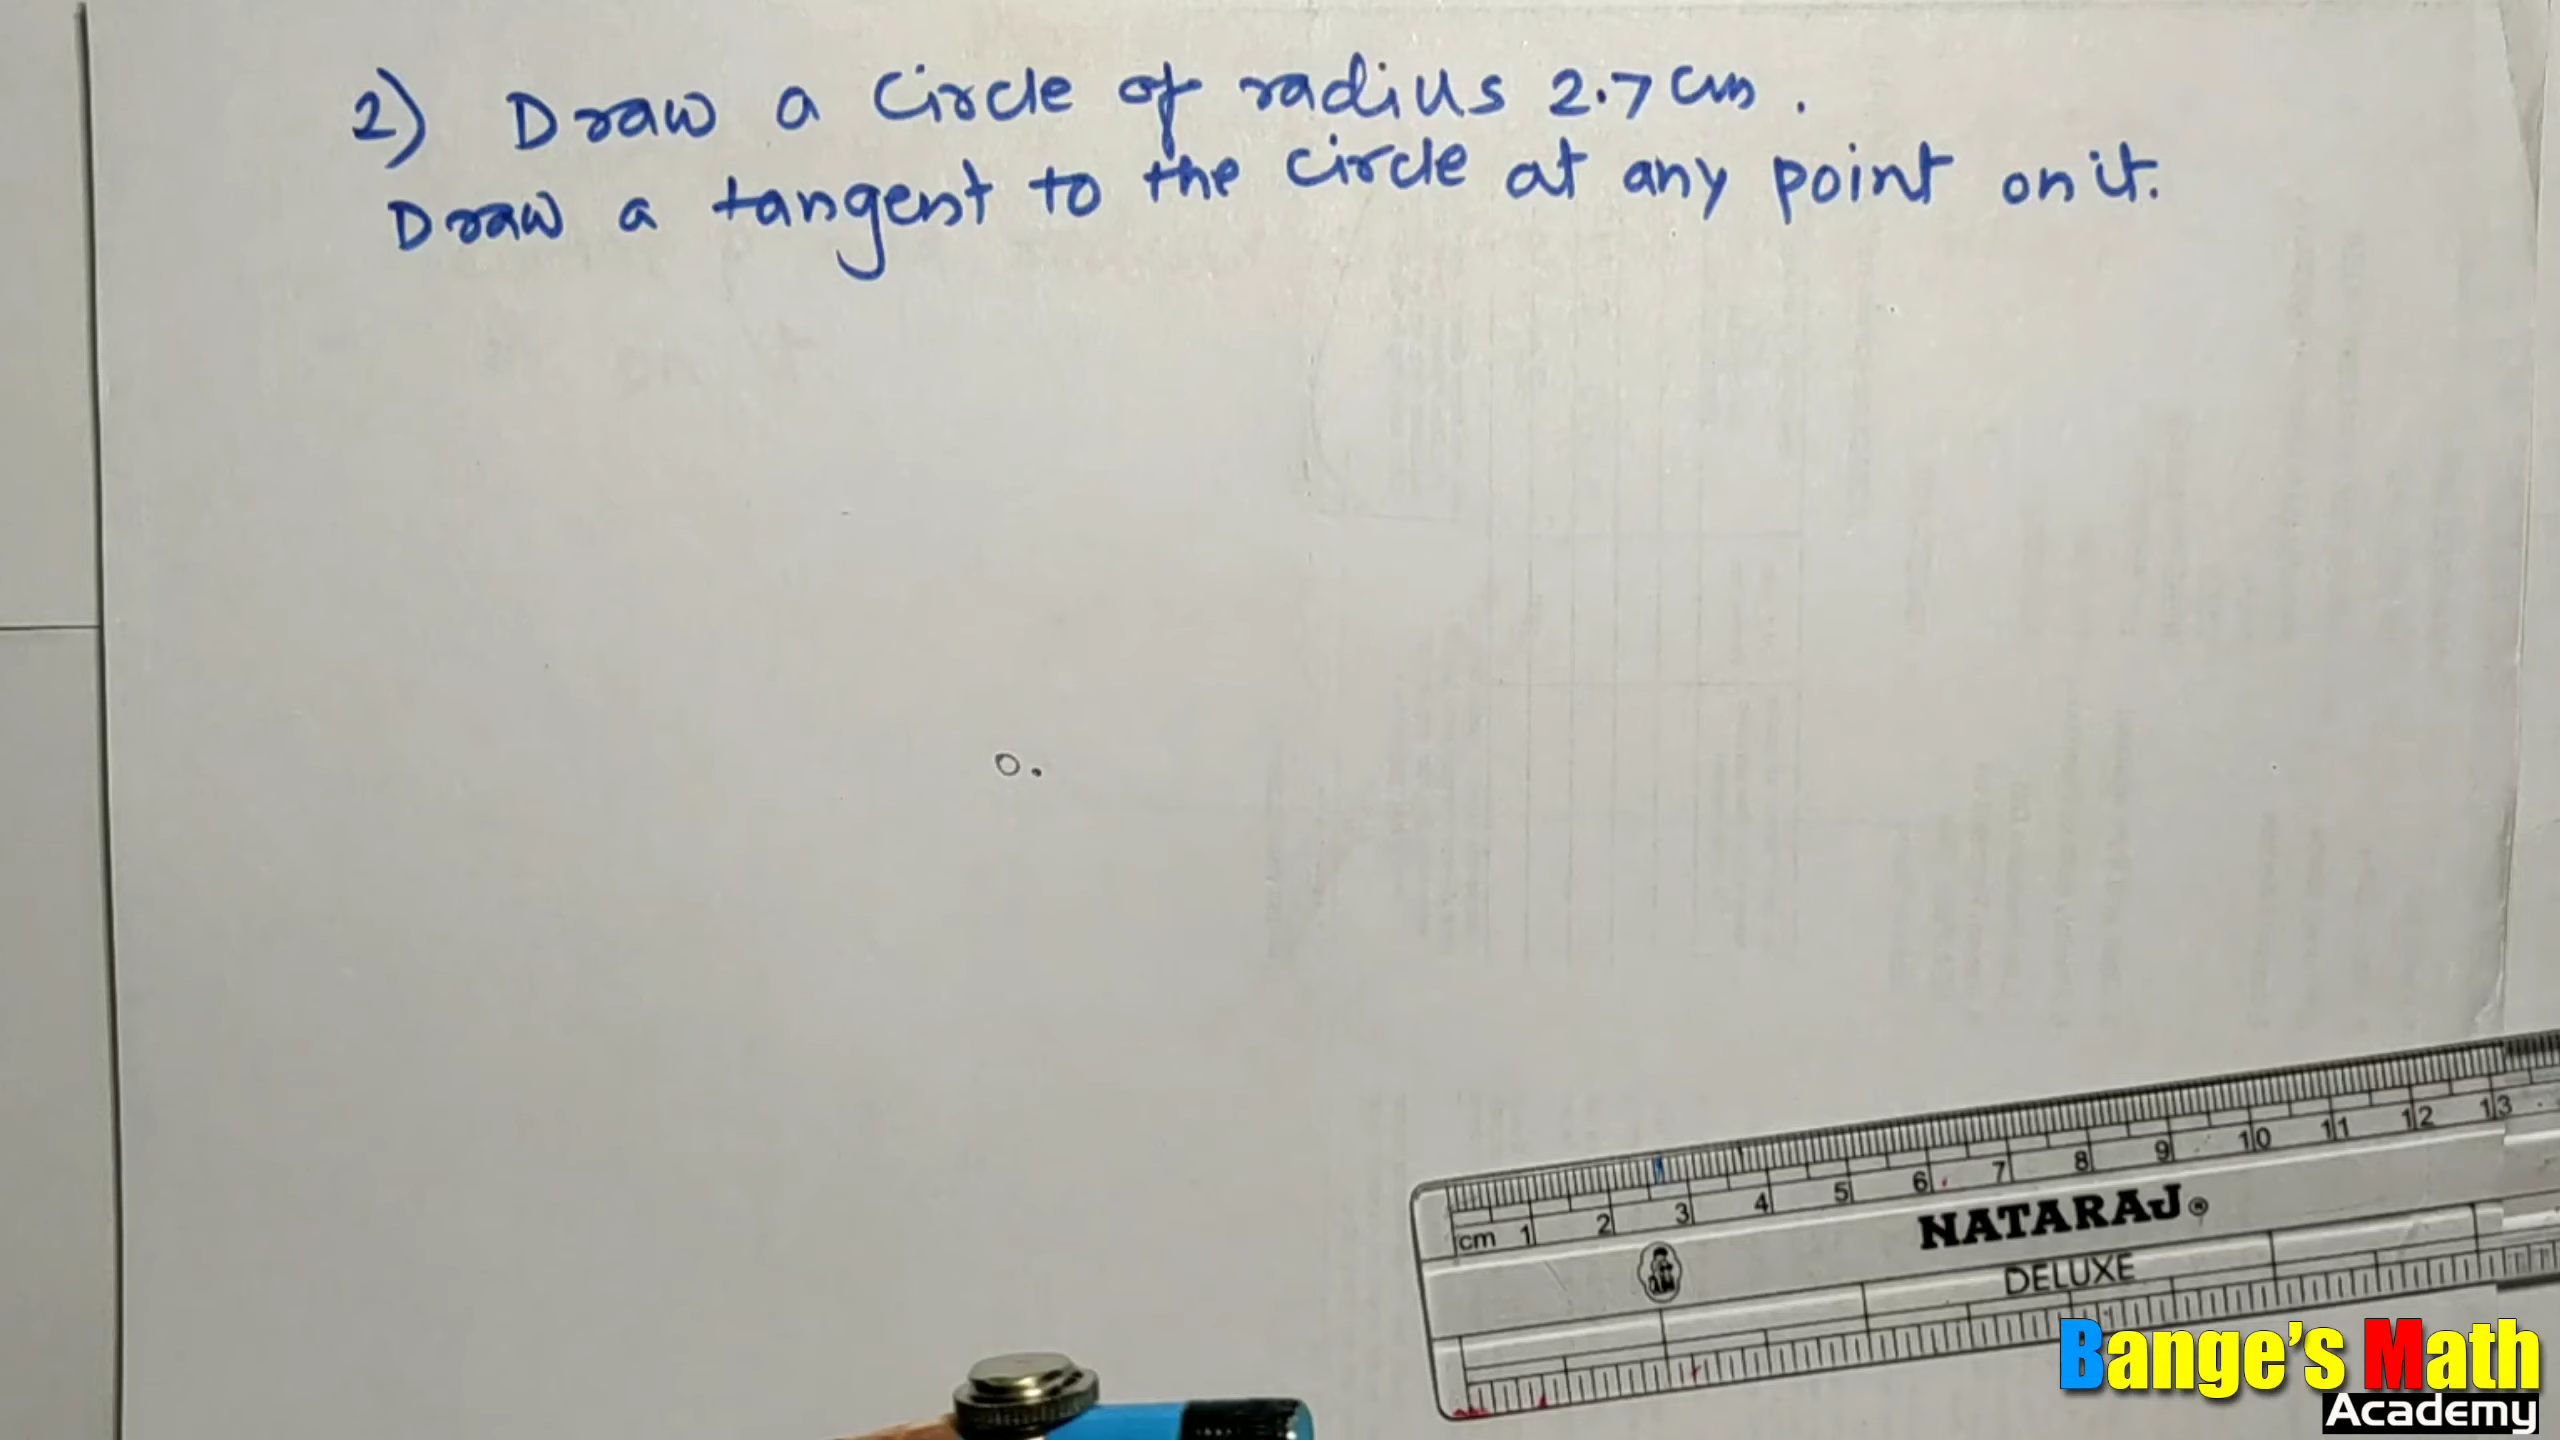 2) Draw a Circle of radius 2.7 cm.
Draw a tangent to the circle at any point on it.
O.
cm 1 2 3 4 5 6 7 8 9 10 11 12 13
NATARAJ®
DELUXE
Bange's Math
Academy